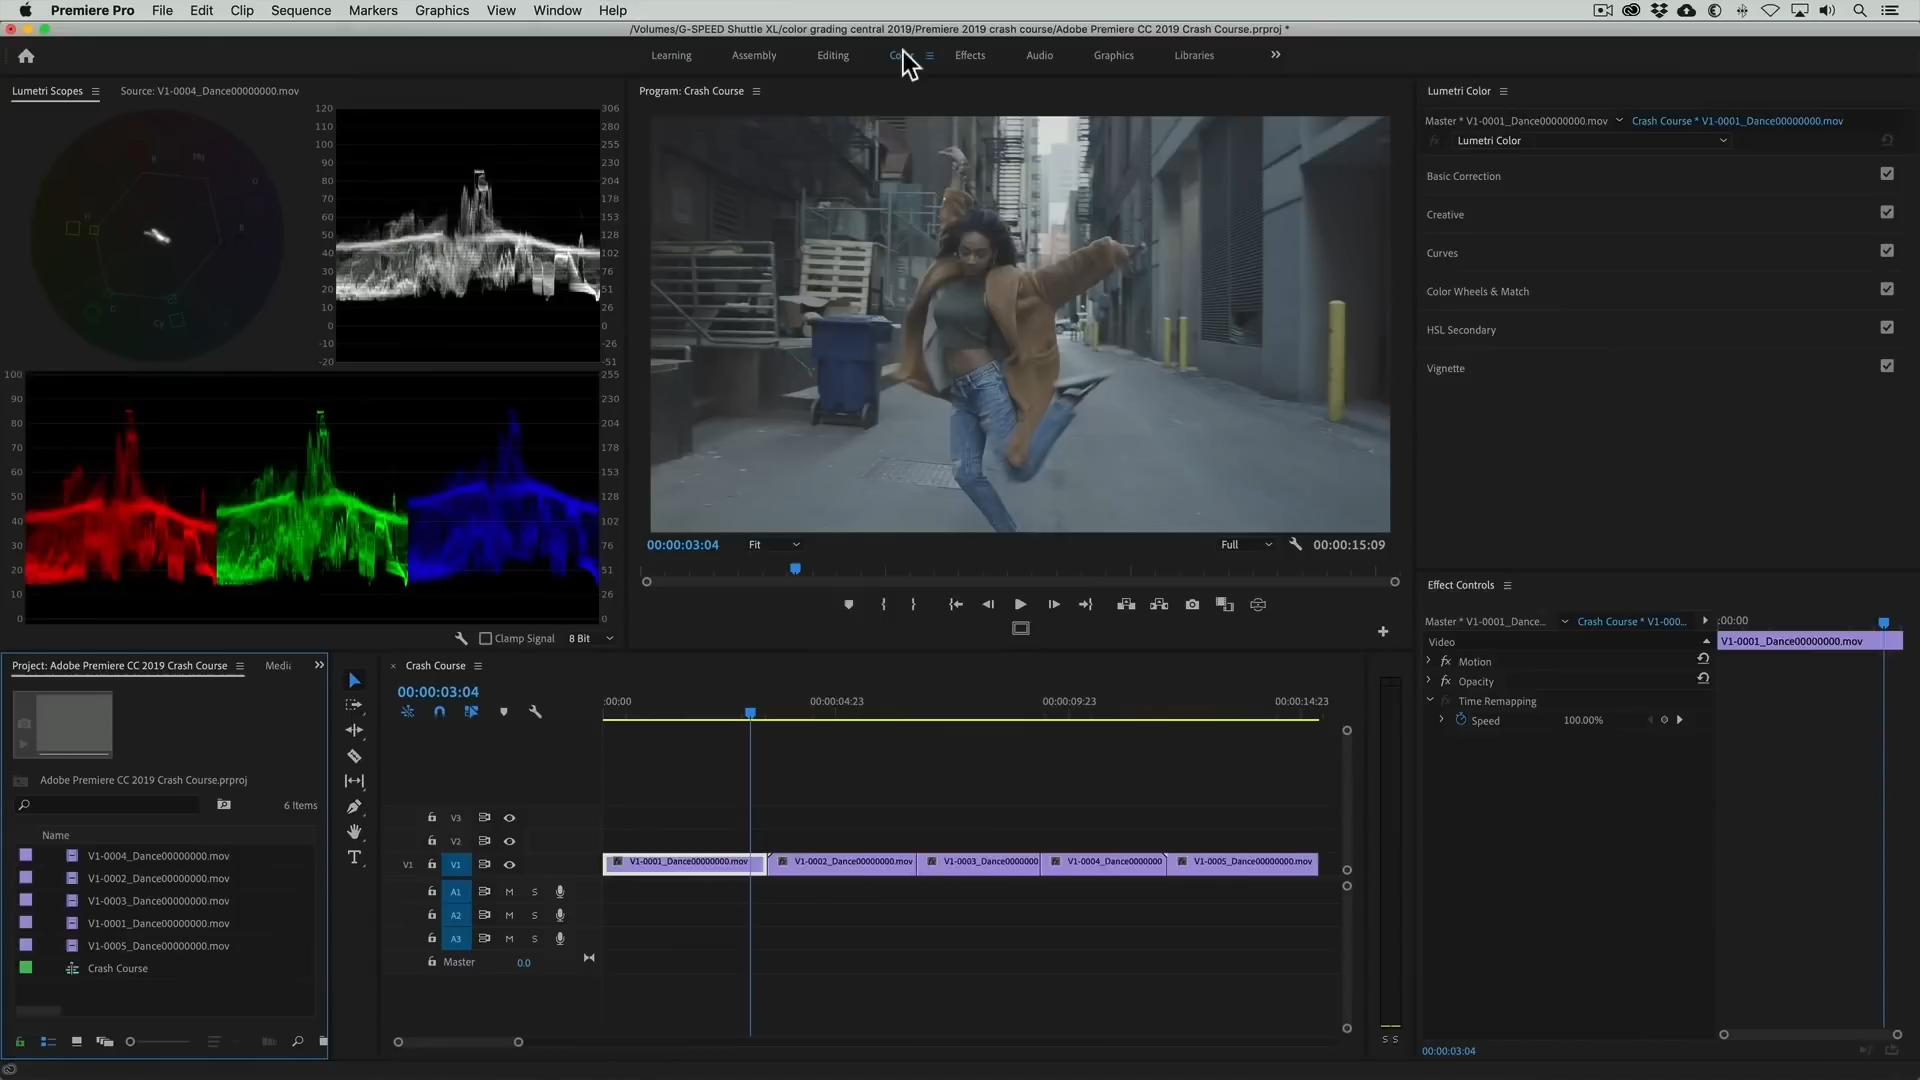 Premiere Pro File Edit Clip Sequence Markers Graphics View Window Help
/Volumes/G-SPEED Shuttle XL/color grading central 2019/Premiere 2019 crash course/Adobe Premiere CC 2019 Crash Course.prproj *
Learning Assembly Editing Effects Audio Graphics Libraries
Lumetri Scopes Source: V1-0004_Dance00000000.mov
Program: Crash Course
Lumetri Color
Master * V1-0001_Dance00000000.mov Crash Course * V1-0001_Dance00000000.mov
fx Lumetri Color
Basic Correction
Creative
Curves
Color Wheels & Match
HSL Secondary
Vignette
120 306
110 280
100 255
90 230
80 204
70 178
60 153
50 128
40 102
30 76
20 51
10 26
0 0
-10 -26
-20 -51
100 255
90 230
80 204
70 178
60 153
50 128
40 102
30 76
20 51
10 26
0 0
Clamp Signal 8 Bit
00:00:03:04 Fit Full 00:00:15:09
Effect Controls
Master * V1-0001_Dance... Crash Course * V1-000... :00:00
Video V1-0001_Dance00000000.mov
fx Motion
fx Opacity
Time Remapping
Speed 100.00%
00:00:03:04
Project: Adobe Premiere CC 2019 Crash Course
Adobe Premiere CC 2019 Crash Course.prproj
6 Items
Name
V1-0004_Dance00000000.mov
V1-0002_Dance00000000.mov
V1-0003_Dance00000000.mov
V1-0001_Dance00000000.mov
V1-0005_Dance00000000.mov
Crash Course
× Crash Course
00:00:03:04
:00:00 00:00:04:23 00:00:09:23 00:00:14:23
V3
V2
V1 V1 V1-0001_Dance00000000.mov V1-0002_Dance00000000.mov V1-0003_Dance00000000 V1-0004_Dance00000000 V1-0005_Dance00000000.mov
A1 M S
A2 M S
A3 M S
Master 0.0
S S